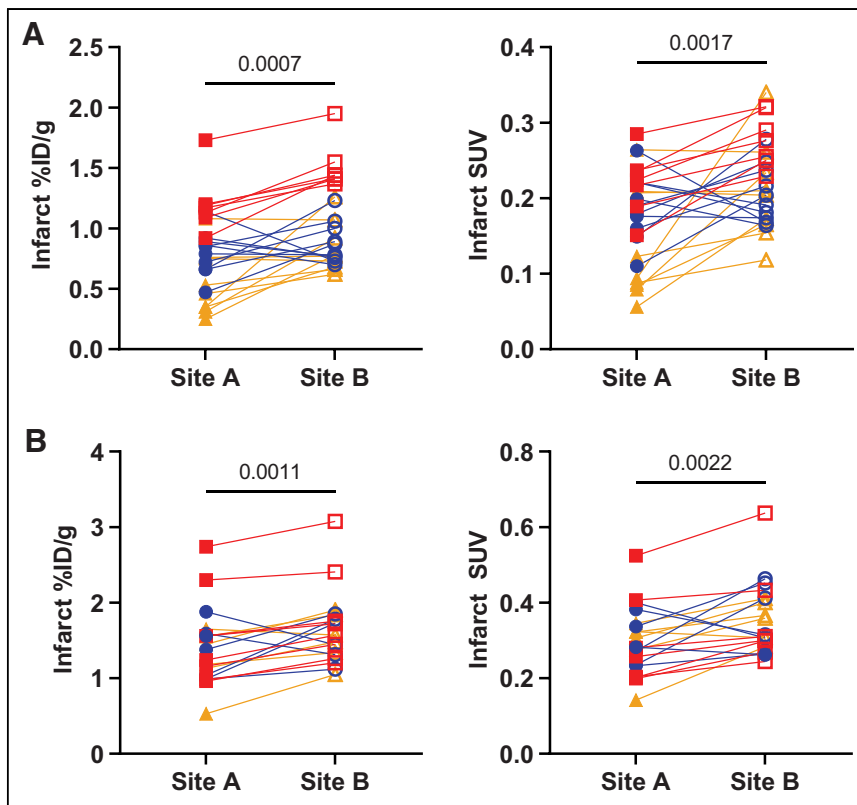 A
Infarct %ID/g
2.5
2.0
1.5
1.0
0.5
0.0
0.0007
Site A Site B
Infarct SUV
0.4
0.3
0.2
0.1
0.0
0.0017
Site A Site B
B
Infarct %ID/g
4
3
2
1
0
0.0011
Site A Site B
Infarct SUV
0.8
0.6
0.4
0.2
0.0
0.0022
Site A Site B